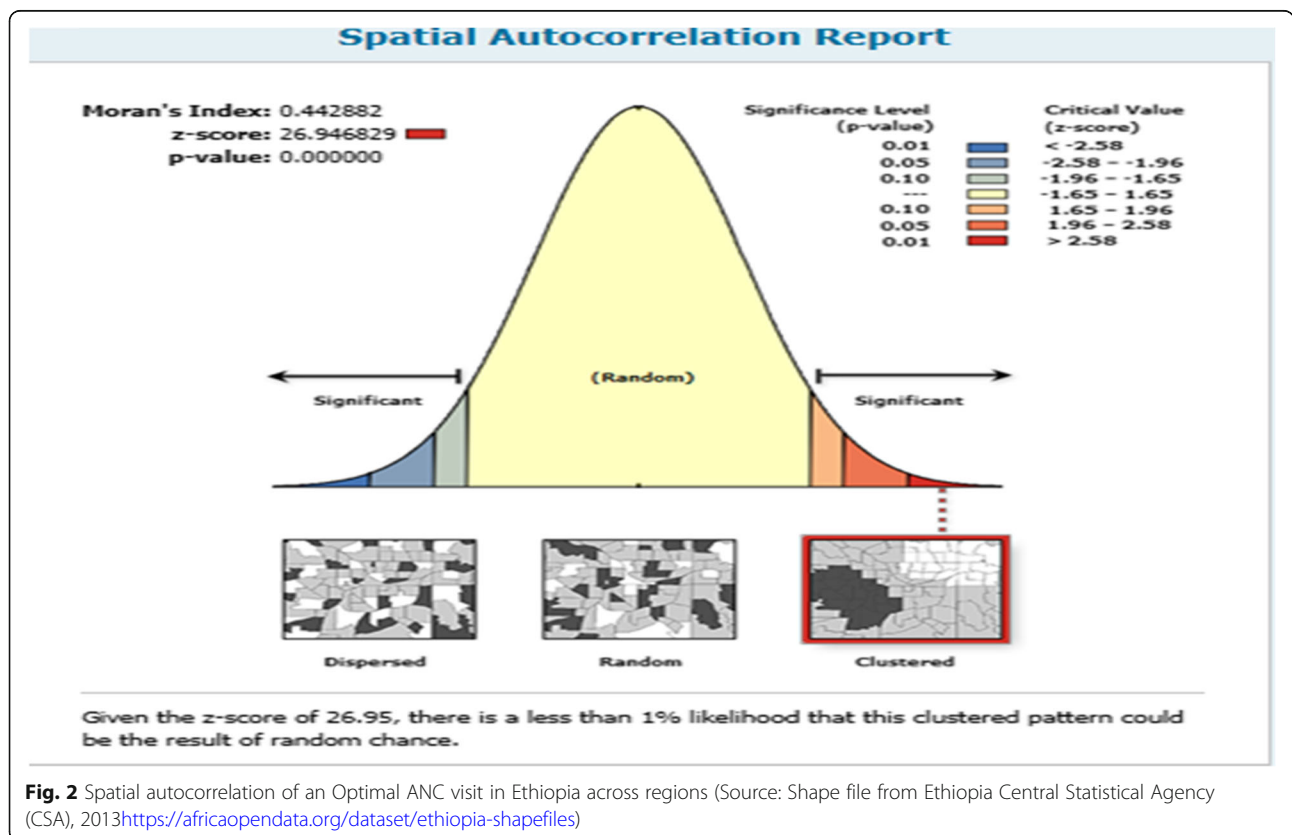 Spatial Autocorrelation Report
Moran's Index: 0.442882
z-score: 26.946829
p-value: 0.000000
Significance Level
(p-value)
Critical Value
(z-score)
0.01 < -2.58
0.05 -2.58 – -1.96
0.10 -1.96 – -1.65
--- -1.65 – 1.65
0.10 1.65 – 1.96
0.05 1.96 – 2.58
0.01 > 2.58
(Random)
Significant
Significant
Dispersed
Random
Clustered
Given the z-score of 26.95, there is a less than 1% likelihood that this clustered pattern could
be the result of random chance.
Fig. 2 Spatial autocorrelation of an Optimal ANC visit in Ethiopia across regions (Source: Shape file from Ethiopia Central Statistical Agency
(CSA), 2013https://africaopendata.org/dataset/ethiopia-shapefiles)